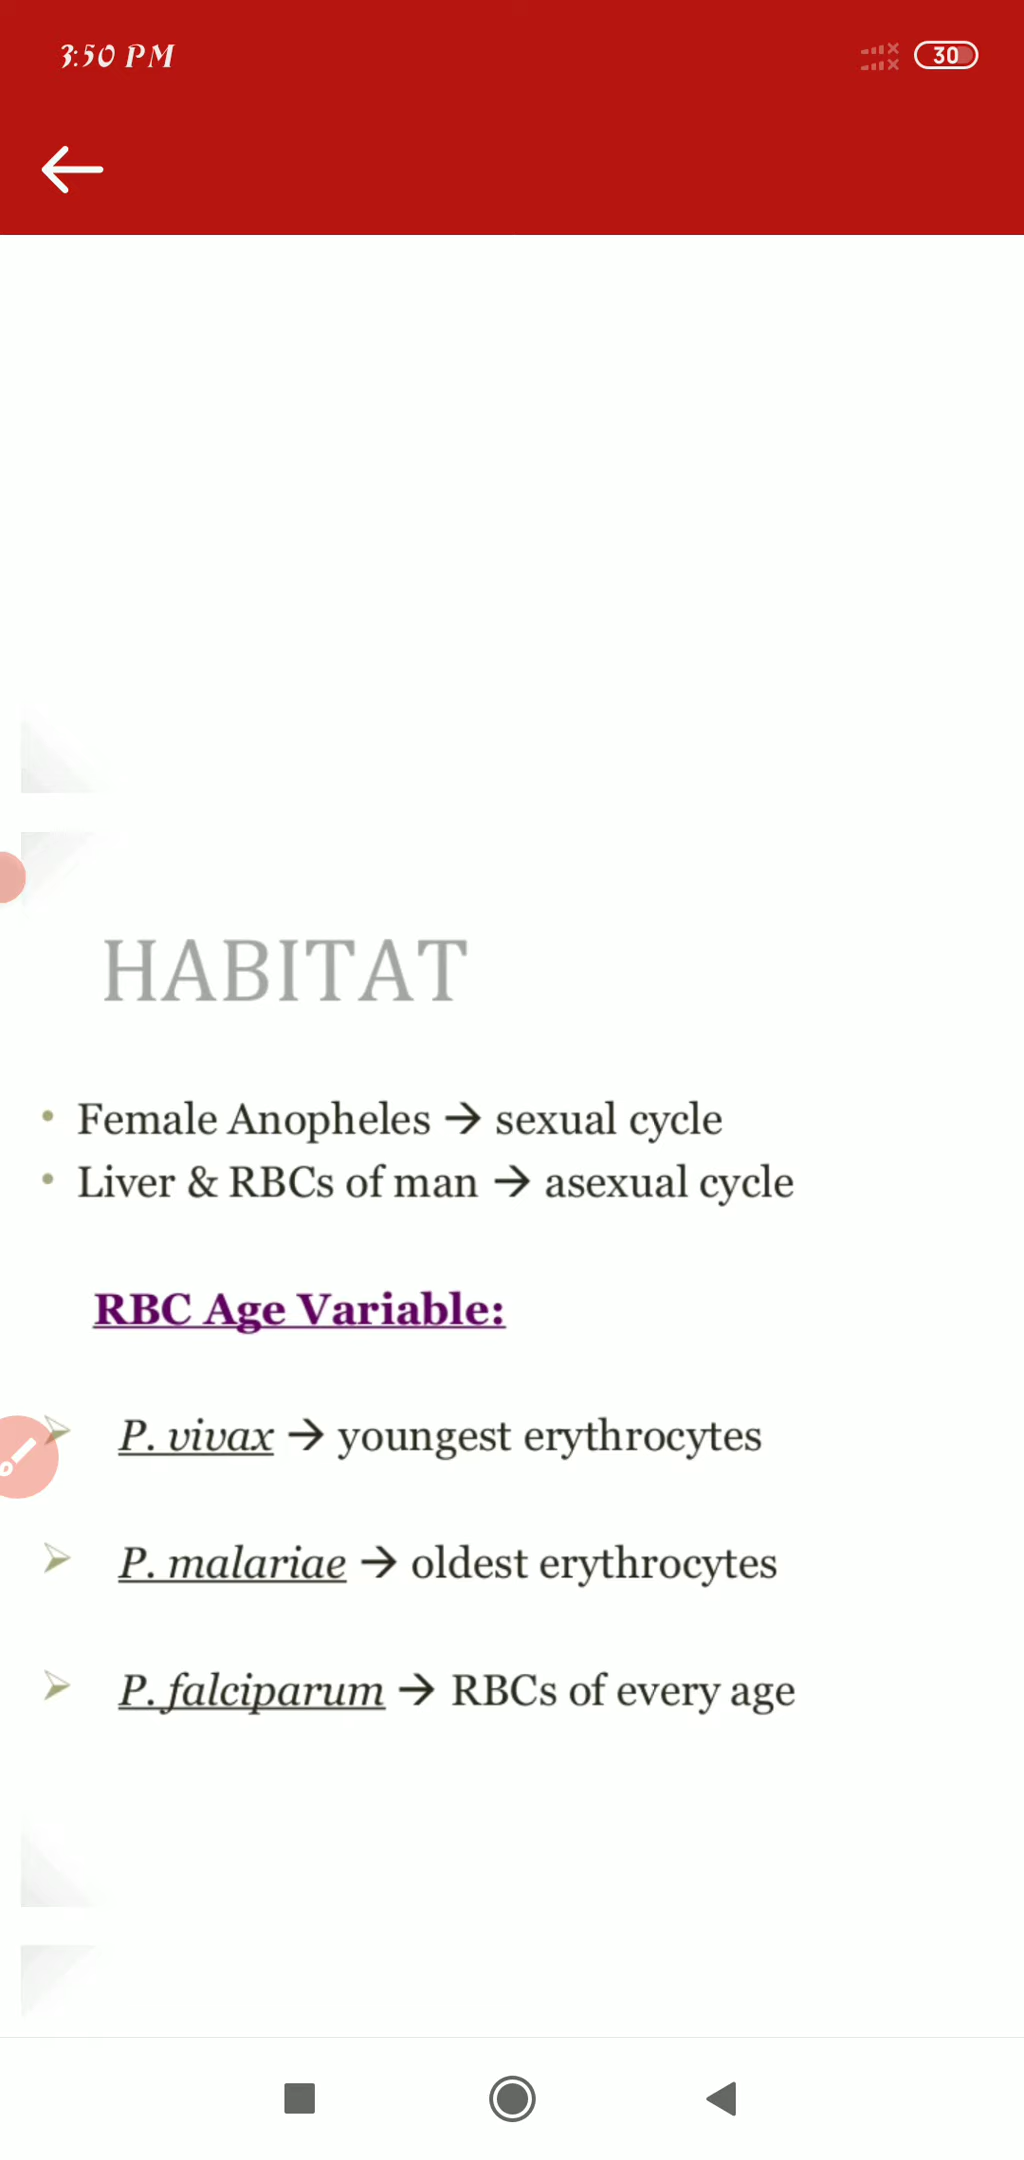 3:50 PM
30
HABITAT
• Female Anopheles → sexual cycle
• Liver & RBCs of man → asexual cycle
RBC Age Variable:
➢ P. vivax → youngest erythrocytes
➢ P. malariae → oldest erythrocytes
➢ P. falciparum → RBCs of every age